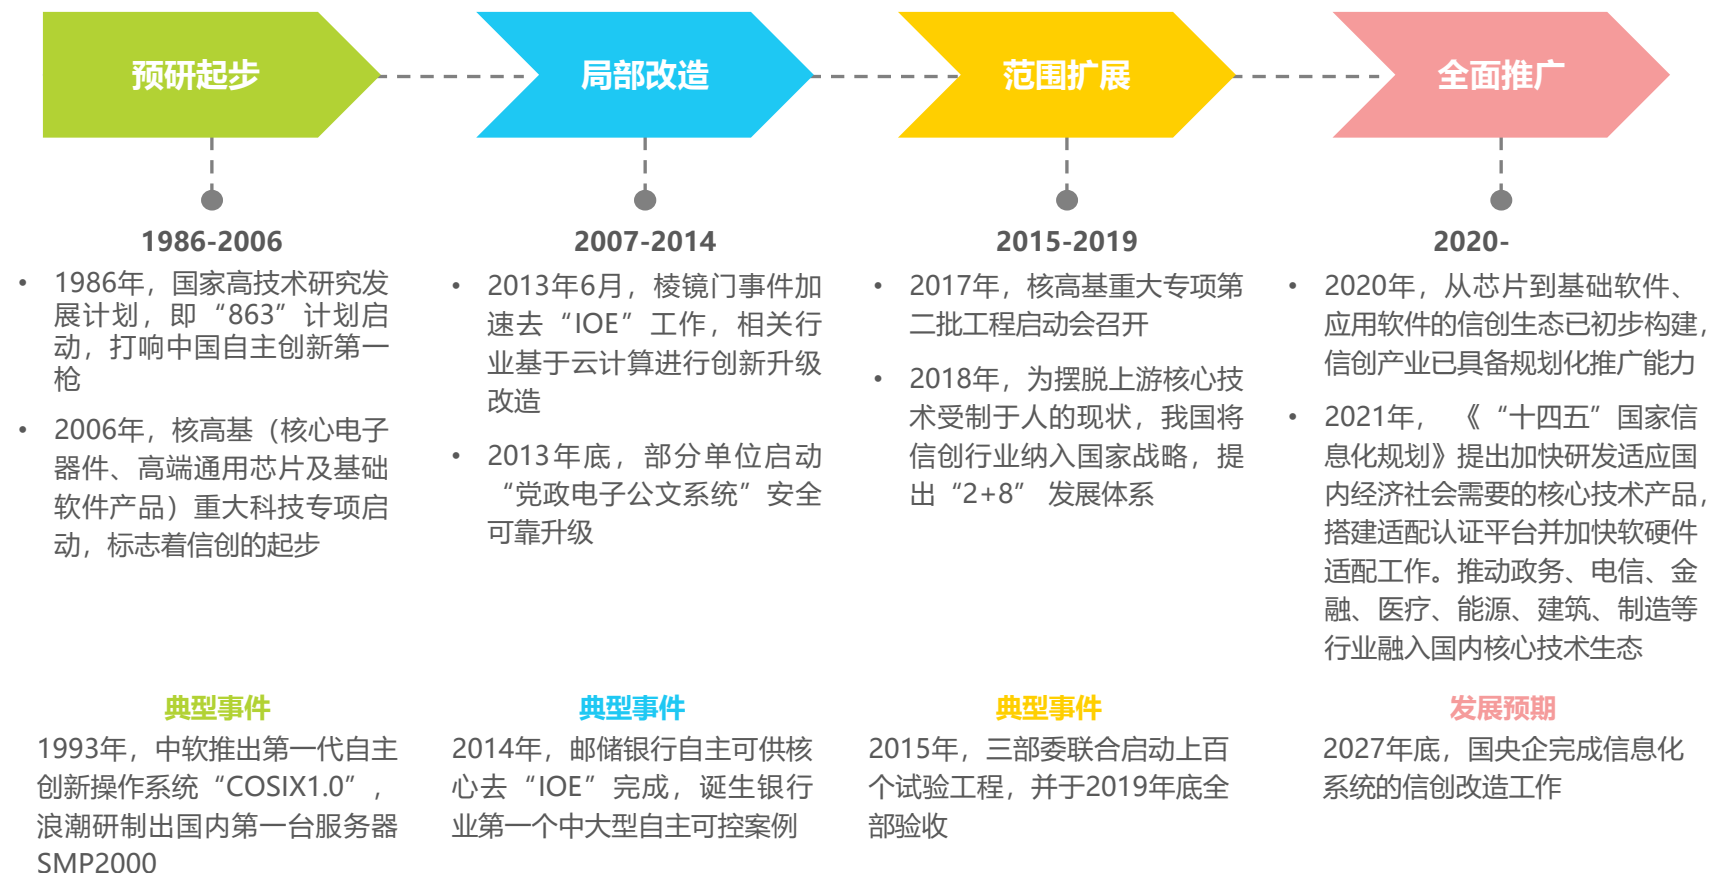 预研起步
局部改造
范围扩展
全面推广
1986-2006
• 1986年，国家高技术研究发
展计划，即“863”计划启
动，打响中国自主创新第一
枪
• 2006年，核高基（核心电子
器件、高端通用芯片及基础
软件产品）重大科技专项启
动，标志着信创的起步
2007-2014
• 2013年6月，棱镜门事件加
速去“IOE”工作，相关行
业基于云计算进行创新升级
改造
• 2013年底，部分单位启动
“党政电子公文系统”安全
可靠升级
2015-2019
• 2017年，核高基重大专项第
二批工程启动会召开
• 2018年，为摆脱上游核心技
术受制于人的现状，我国将
信创行业纳入国家战略，提
出“2+8” 发展体系
2020-
• 2020年，从芯片到基础软件、
应用软件的信创生态已初步构建，
信创产业已具备规划化推广能力
• 2021年， 《 “十四五”国家信
息化规划》提出加快研发适应国
内经济社会需要的核心技术产品，
搭建适配认证平台并加快软硬件
适配工作。推动政务、电信、金
融、医疗、能源、建筑、制造等
行业融入国内核心技术生态
典型事件
1993年，中软推出第一代自主
创新操作系统“COSIX1.0”，
浪潮研制出国内第一台服务器
SMP2000
典型事件
2014年，邮储银行自主可供核
心去“IOE”完成，诞生银行
业第一个中大型自主可控案例
典型事件
2015年，三部委联合启动上百
个试验工程，并于2019年底全
部验收
发展预期
2027年底，国央企完成信息化
系统的信创改造工作